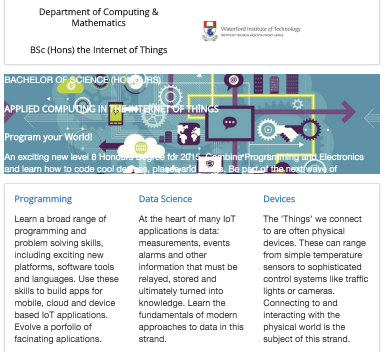 Department of Computing &
Mathematics
BSc (Hons) the Internet of Things
Waterford Institute of Technology
BACHELOR OF SCIENCE (HONOURS)
APPLIED COMPUTING IN THE INTERNET OF THINGS
Program your World!
An exciting new level 8 Honours Degree for 2015. Combine Programming and Electronics
and learn how to code cool devices, places and things. Be part of the next wave of
Programming
Learn a broad range of
programming and
problem solving skills,
including exciting new
platforms, software tools
and languages. Use these
skills to build apps for
mobile, cloud and device
based IoT applications.
Evolve a porfolio of
facinating aplications.
Data Science
At the heart of many IoT
applications is data:
measurements, events
alarms and other
information that must be
relayed, stored and
ultimately turned into
knowledge. Learn the
fundamentals of modern
approaches to data in this
strand.
Devices
The 'Things' we connect
to are often physical
devices. These can range
from simple temperature
sensors to sophisticated
control systems like traffic
lights or cameras.
Connecting to and
interacting with the
physical world is the
subject of this strand.